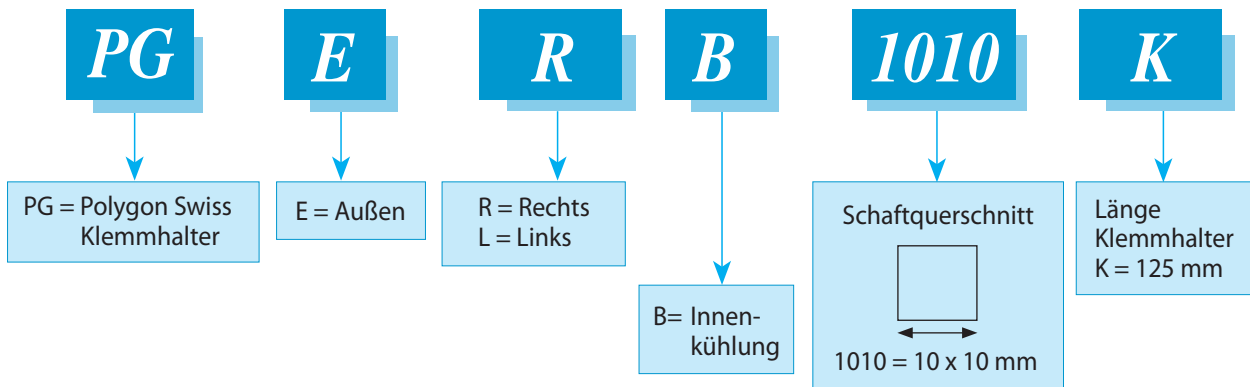 PG E R B 1010 K
PG = Polygon Swiss
Klemmhalter
E = Außen
R = Rechts
L = Links
B= Innen-
kühlung
Schaftquerschnitt
1010 = 10 x 10 mm
Länge
Klemmhalter
K = 125 mm